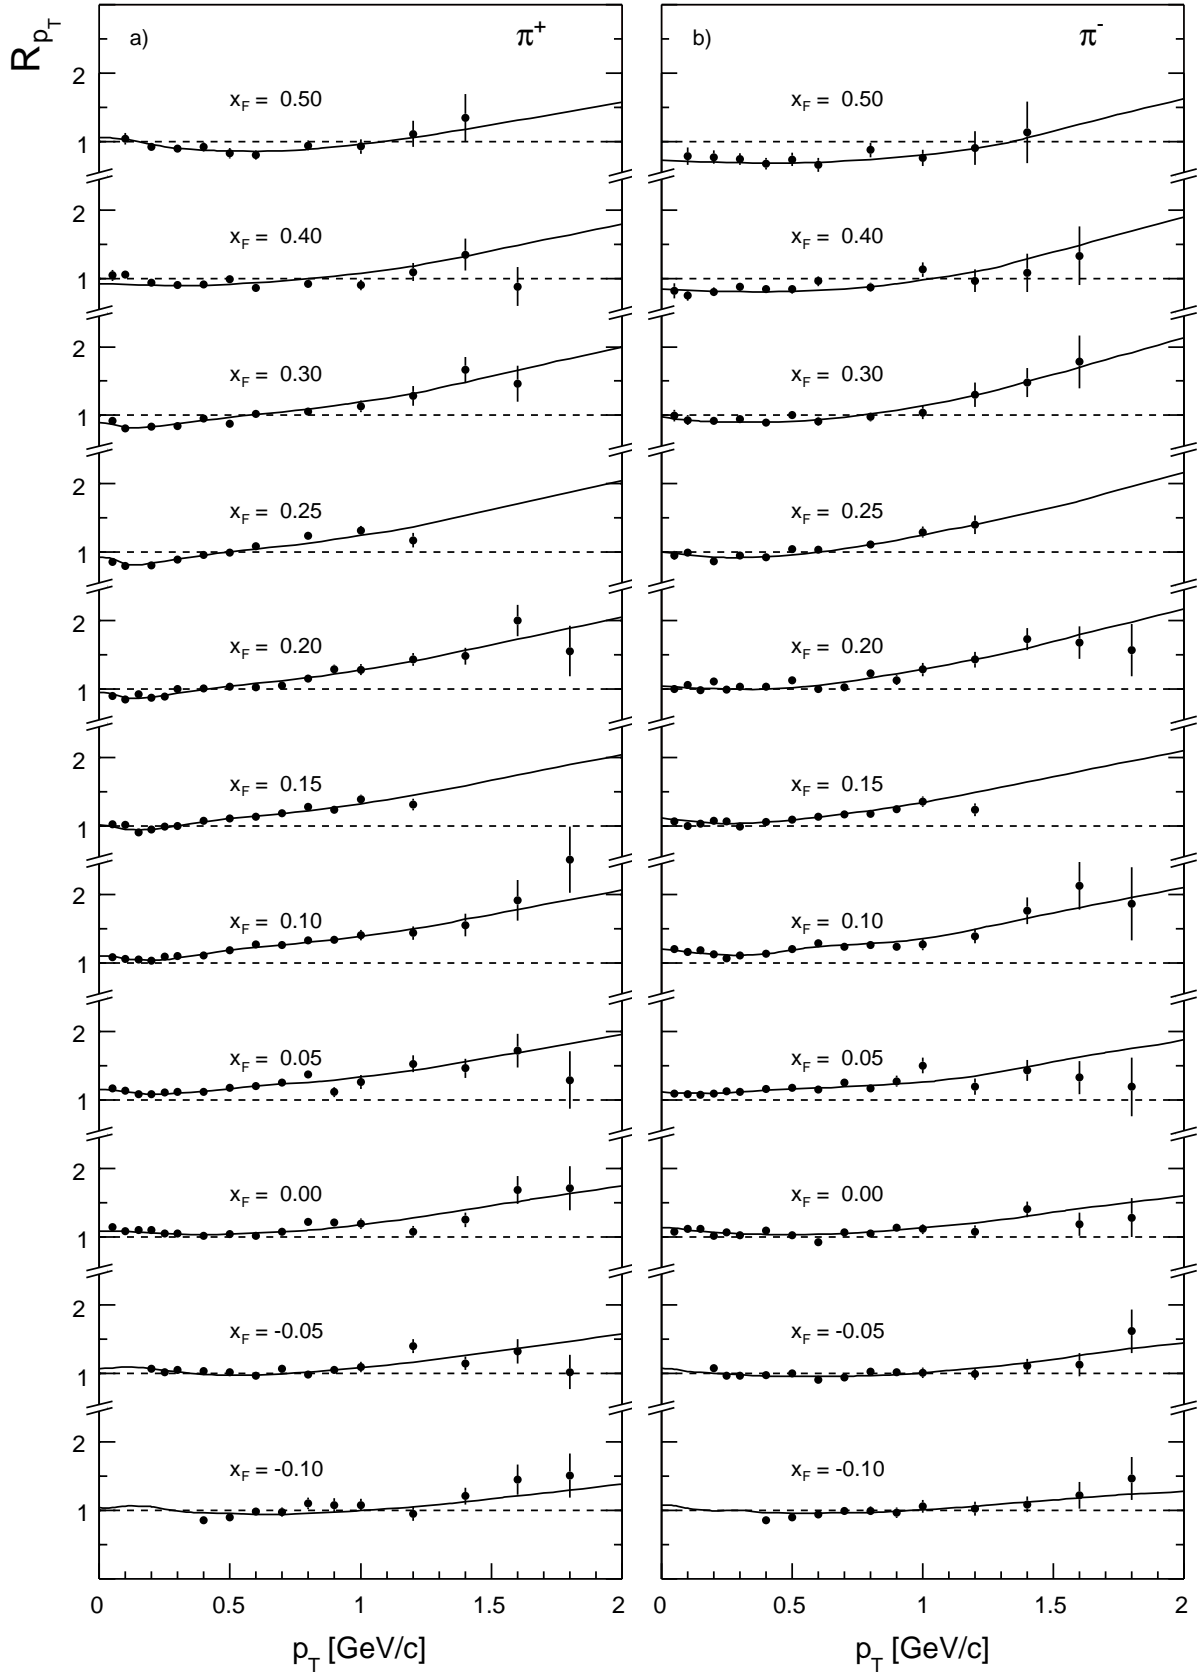 R_{p_T}
a) π⁺
b) π⁻
2 x_F = 0.50 x_F = 0.50
1
2 x_F = 0.40 x_F = 0.40
1
2 x_F = 0.30 x_F = 0.30
1
2 x_F = 0.25 x_F = 0.25
1
2 x_F = 0.20 x_F = 0.20
1
2 x_F = 0.15 x_F = 0.15
1
2 x_F = 0.10 x_F = 0.10
1
2 x_F = 0.05 x_F = 0.05
1
2 x_F = 0.00 x_F = 0.00
1
2 x_F = -0.05 x_F = -0.05
1
2 x_F = -0.10 x_F = -0.10
1
0 0.5 1 1.5 2 0 0.5 1 1.5 2
p_T [GeV/c] p_T [GeV/c]